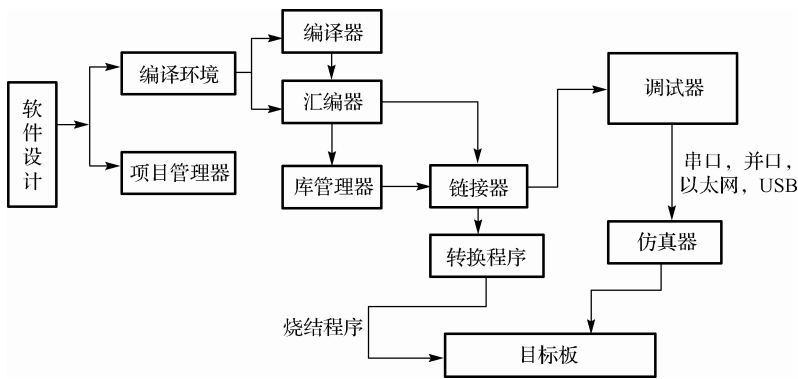 软件设计
编译环境
项目管理器
编译器
汇编器
库管理器
链接器
转换程序
烧结程序
调试器
串口，并口，
以太网，USB
仿真器
目标板